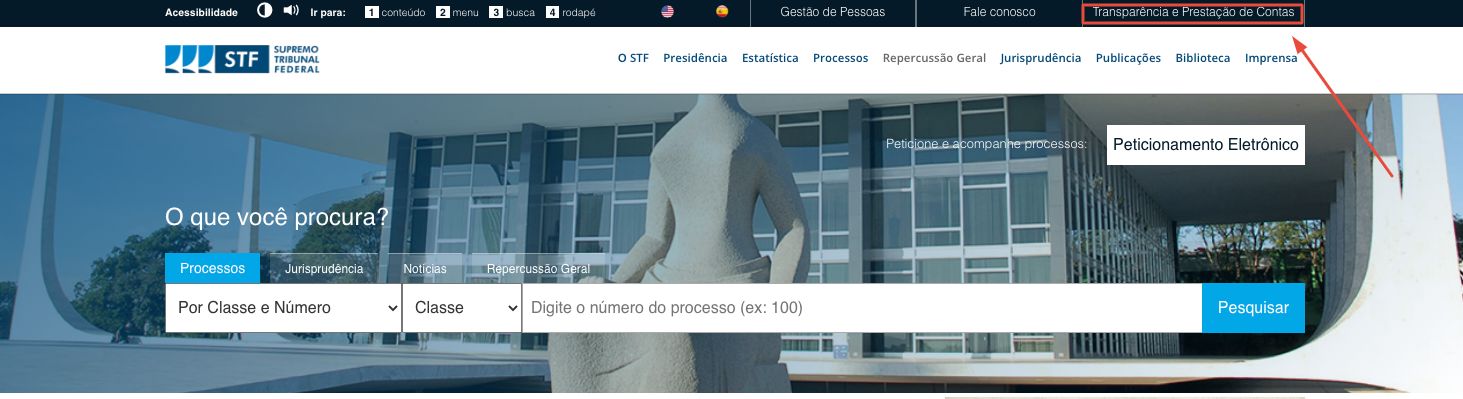 Acessibilidade Ir para: 1 conteúdo 2 menu 3 busca 4 rodapé Gestão de Pessoas Fale conosco Transparência e Prestação de Contas
STF SUPREMO
TRIBUNAL
FEDERAL
O STF Presidência Estatística Processos Repercussão Geral Jurisprudência Publicações Biblioteca Imprensa
Peticione e acompanhe processos: Peticionamento Eletrônico
O que você procura?
Processos Jurisprudência Notícias Repercussão Geral
Por Classe e Número Classe Digite o número do processo (ex: 100) Pesquisar